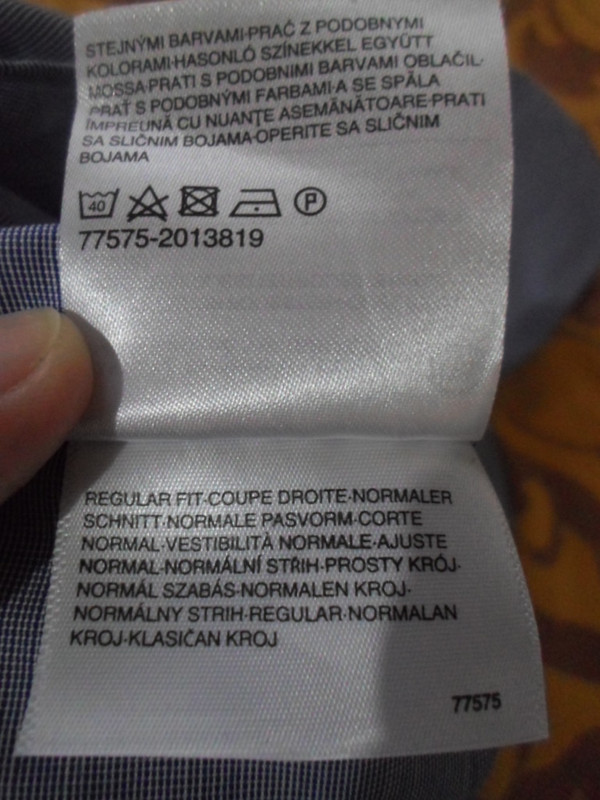 STEJNÝMI BARVAMI·PRAĆ Z PODOBNYMI
KOLORAMI·HASONLÓ SZÍNEKKEL EGYÜTT
MOSSA·PRATI S PODOBNIMI BARVAMI OBLAČIL·
PRAŤ S PODOBNÝMI FARBAMI·A SE SPĂLA
ÎMPREUNĂ CU NUANŢE ASEMĂNĂTOARE·PRATI
SA SLIČNIM BOJAMA·OPERITE SA SLIČNIM
BOJAMA
40 P
77575-2013819
REGULAR FIT·COUPE DROITE·NORMALER
SCHNITT·NORMALE PASVORM·CORTE
NORMAL·VESTIBILITÀ NORMALE·AJUSTE
NORMAL·NORMÁLNÍ STŘIH·PROSTY KRÓJ·
NORMÁL SZABÁS·NORMALEN KROJ·
NORMÁLNY STRIH·REGULAR·NORMALAN
KROJ·KLASIČAN KROJ
77575